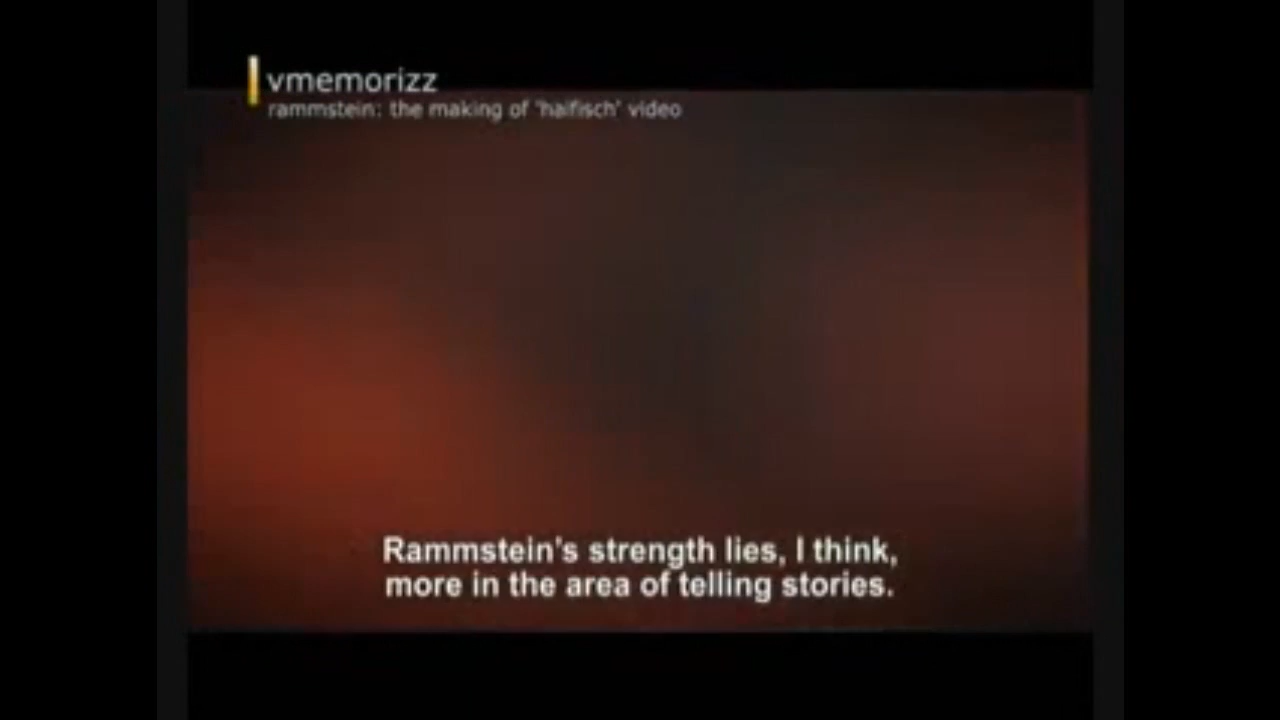 vmemorizz
rammstein: the making of 'haifisch' video
Rammstein's strength lies, I think,
more in the area of telling stories.